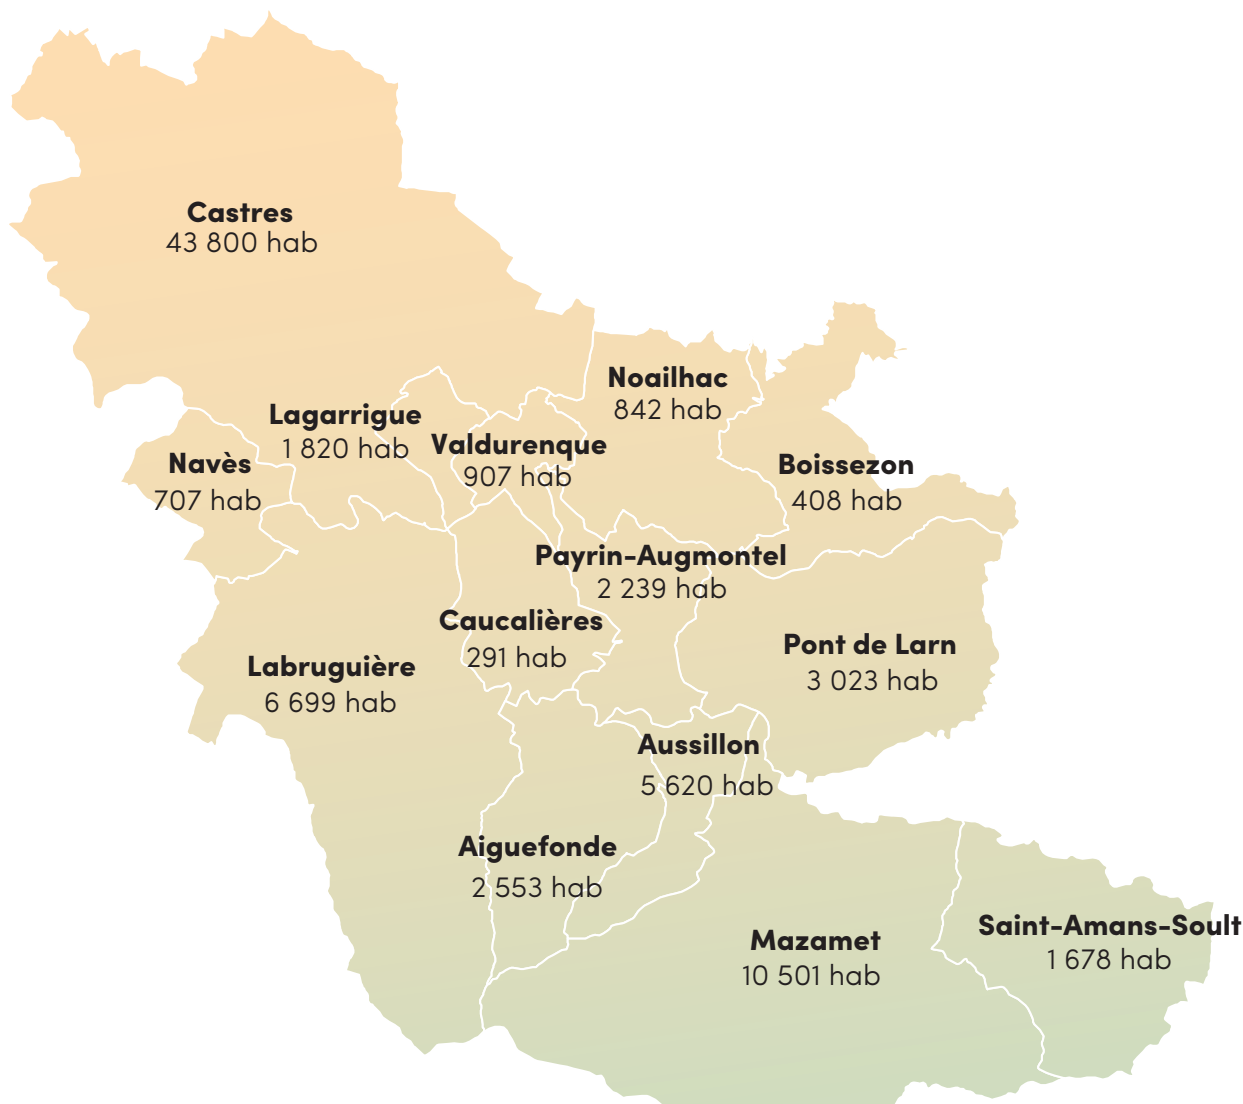 Castres
43 800 hab
Noailhac
842 hab
Lagarrigue
1 820 hab
Valdurenque
907 hab
Navès
707 hab
Boissezon
408 hab
Payrin-Augmontel
2 239 hab
Caucalières
291 hab
Pont de Larn
3 023 hab
Labruguière
6 699 hab
Aussillon
5 620 hab
Aiguefonde
2 553 hab
Mazamet
10 501 hab
Saint-Amans-Soult
1 678 hab